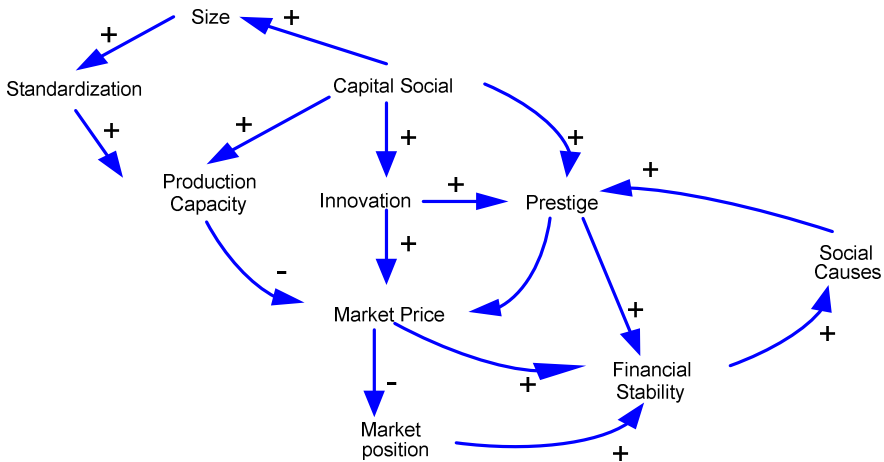 Size
+
+
+
Standardization
Capital Social
+
+
+
+
Production
Capacity
Innovation
+
Prestige
+
+
-
Social
Causes
Market Price
+
+
Financial
Stability
-
+
Market
position
+